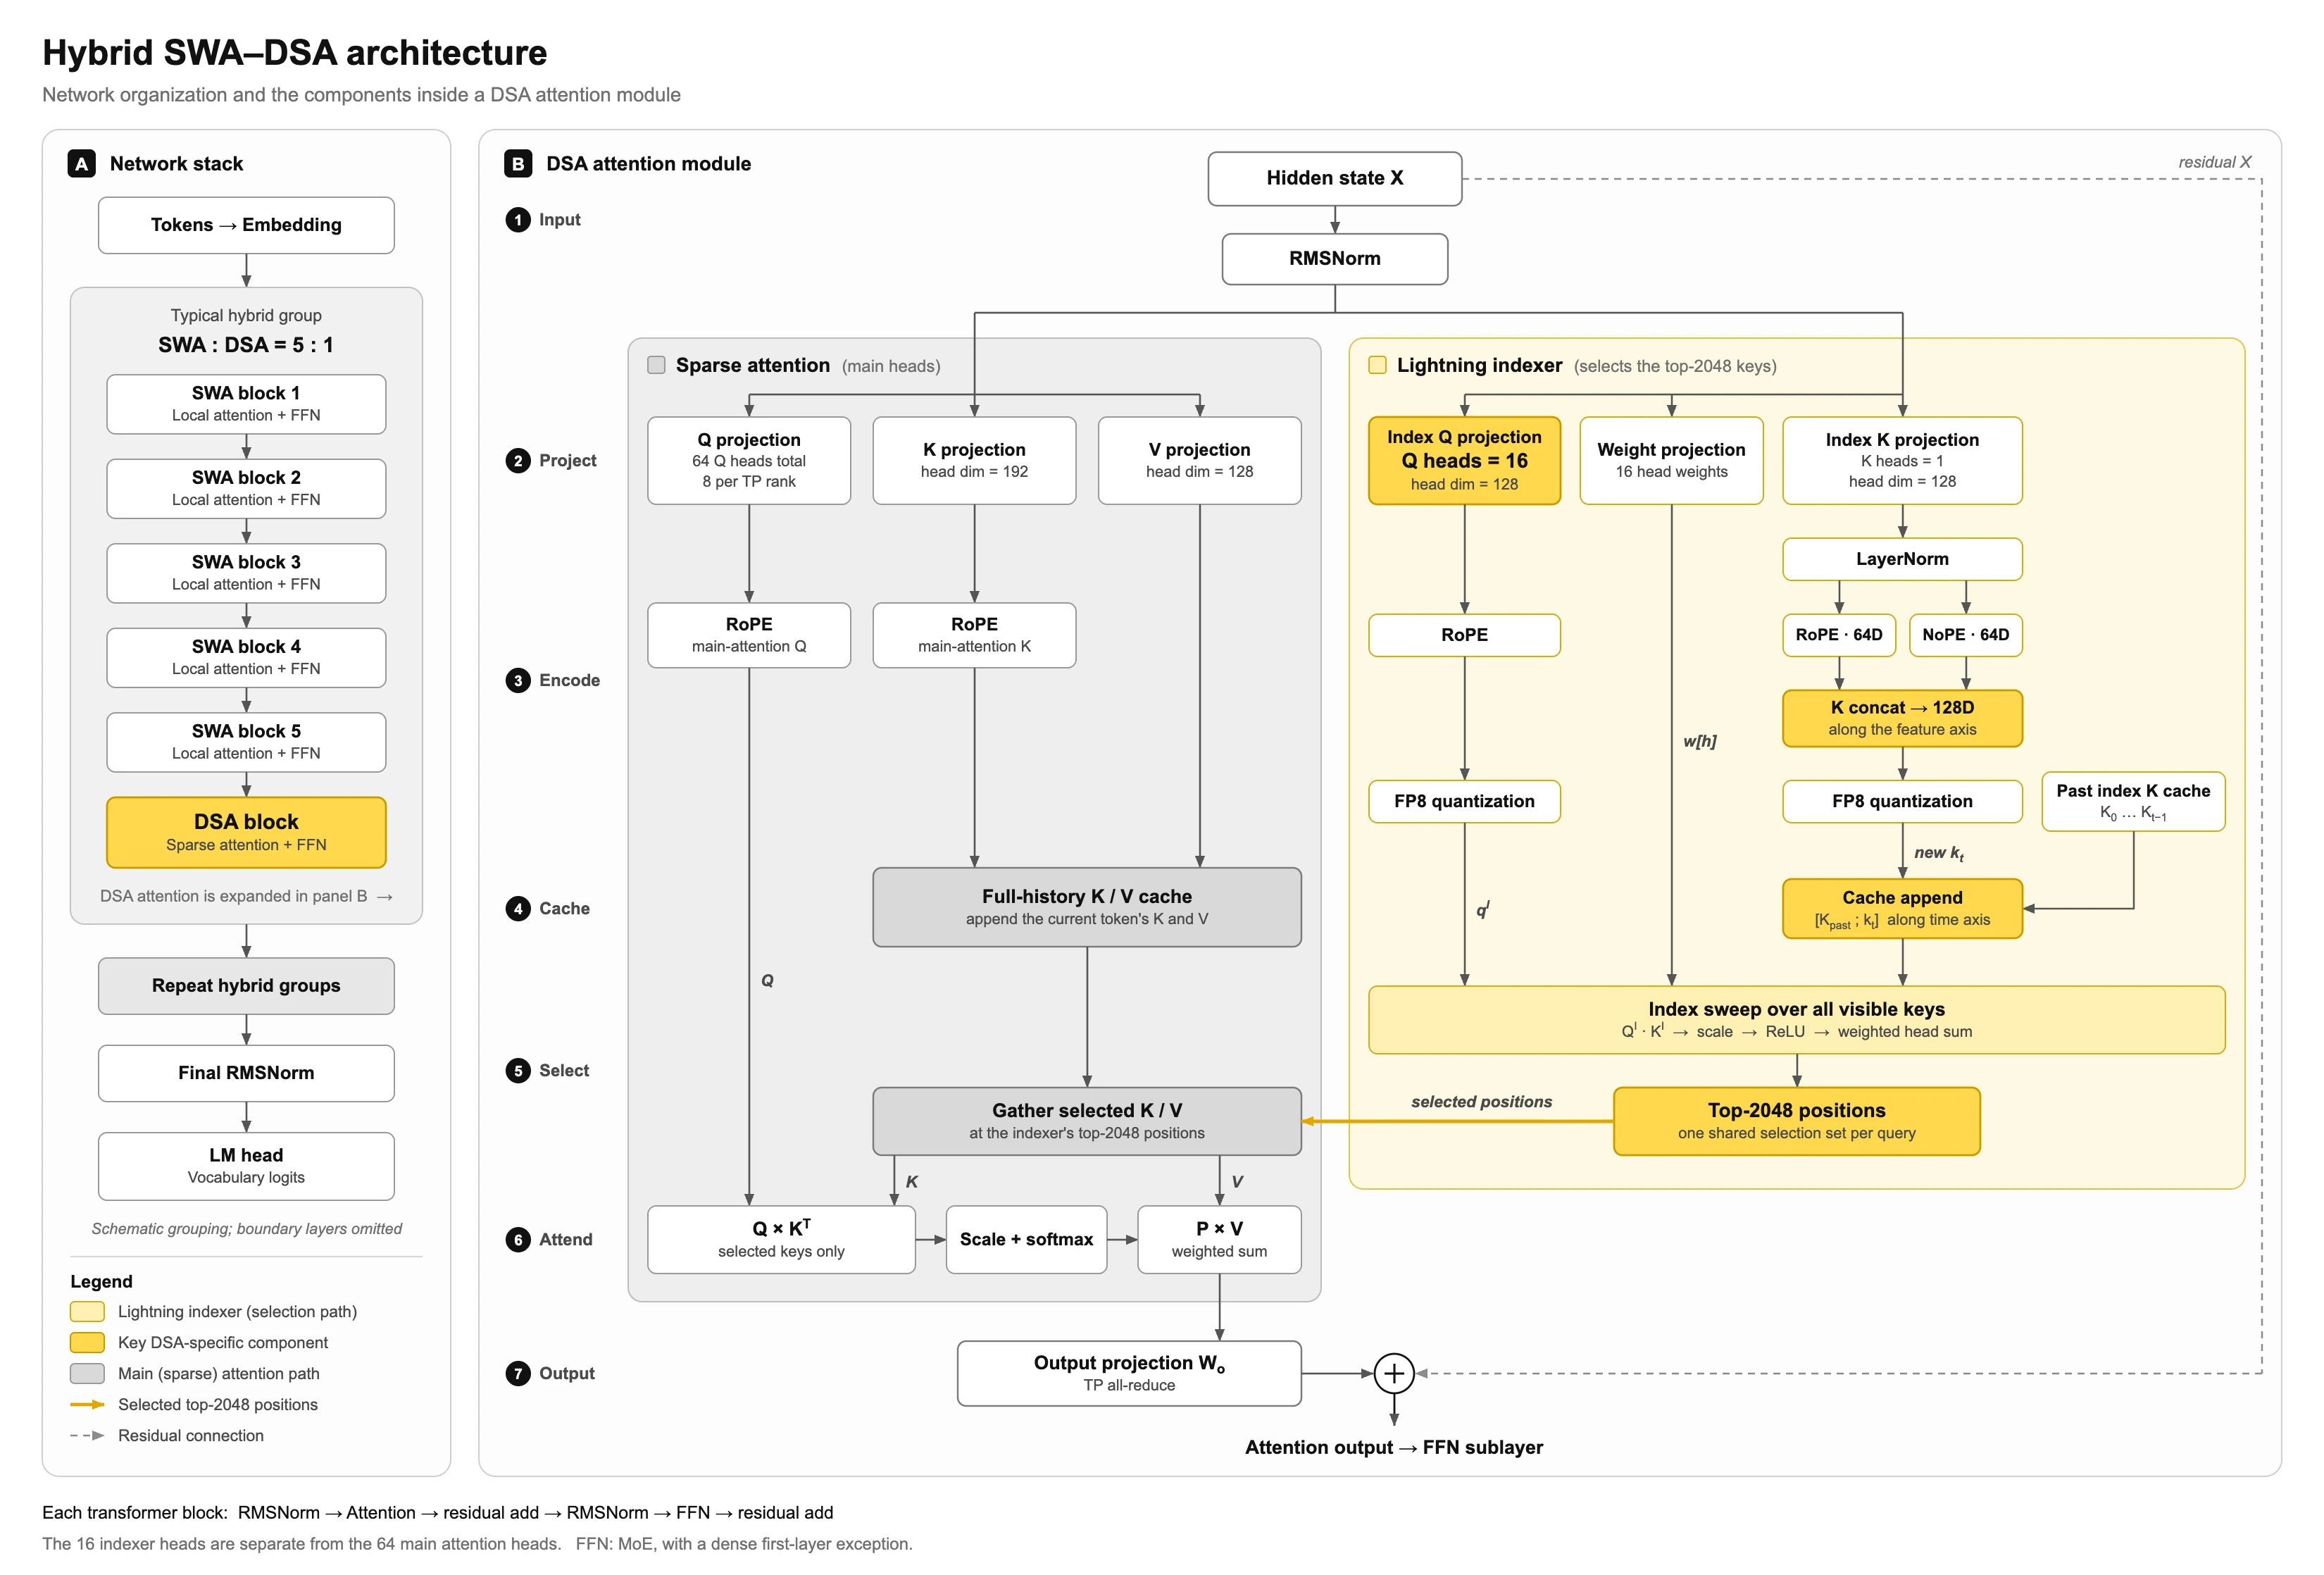 Hybrid SWA–DSA architecture
Network organization and the components inside a DSA attention module
A Network stack
Tokens → Embedding
Typical hybrid group
SWA : DSA = 5 : 1
SWA block 1
Local attention + FFN
SWA block 2
Local attention + FFN
SWA block 3
Local attention + FFN
SWA block 4
Local attention + FFN
SWA block 5
Local attention + FFN
DSA block
Sparse attention + FFN
DSA attention is expanded in panel B →
Repeat hybrid groups
Final RMSNorm
LM head
Vocabulary logits
Schematic grouping; boundary layers omitted
Legend
Lightning indexer (selection path)
Key DSA-specific component
Main (sparse) attention path
Selected top-2048 positions
Residual connection
B DSA attention module
Hidden state X
residual X
1 Input
RMSNorm
Sparse attention (main heads)
Lightning indexer (selects the top-2048 keys)
2 Project
Q projection
64 Q heads total
8 per TP rank
K projection
head dim = 192
V projection
head dim = 128
Index Q projection
Q heads = 16
head dim = 128
Weight projection
16 head weights
Index K projection
K heads = 1
head dim = 128
LayerNorm
3 Encode
RoPE
main-attention Q
RoPE
main-attention K
RoPE
RoPE · 64D
NoPE · 64D
K concat → 128D
along the feature axis
w[h]
FP8 quantization
FP8 quantization
Past index K cache
K₀ … Kₜ₋₁
new kₜ
4 Cache
Full-history K / V cache
append the current token's K and V
qᴵ
Cache append
[Kpast ; kₜ] along time axis
Q
Index sweep over all visible keys
Qᴵ · Kᴵ → scale → ReLU → weighted head sum
5 Select
Gather selected K / V
at the indexer's top-2048 positions
selected positions
Top-2048 positions
one shared selection set per query
K
V
6 Attend
Q × Kᵀ
selected keys only
Scale + softmax
P × V
weighted sum
7 Output
Output projection Wₒ
TP all-reduce
Attention output → FFN sublayer
Each transformer block: RMSNorm → Attention → residual add → RMSNorm → FFN → residual add
The 16 indexer heads are separate from the 64 main attention heads. FFN: MoE, with a dense first-layer exception.